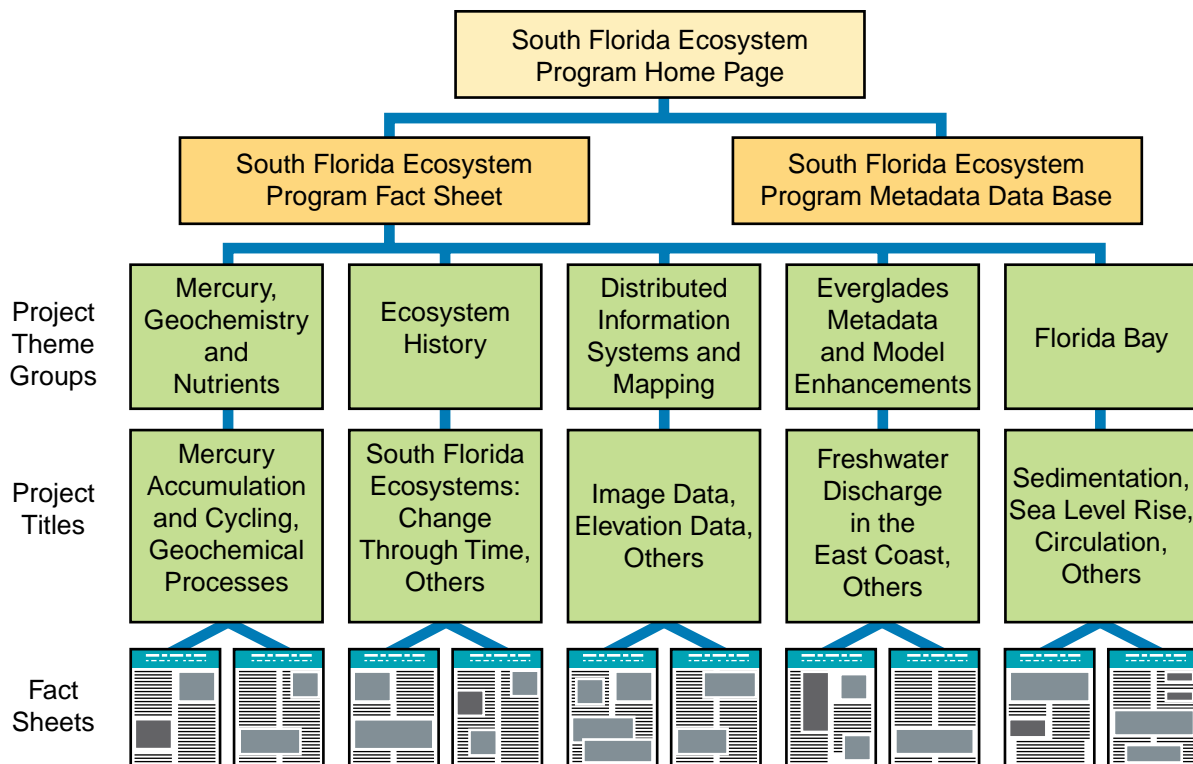 South Florida Ecosystem
Program Home Page
South Florida Ecosystem
Program Fact Sheet
South Florida Ecosystem
Program Metadata Data Base
Project
Theme
Groups
Mercury,
Geochemistry
and
Nutrients
Ecosystem
History
Distributed
Information
Systems and
Mapping
Everglades
Metadata
and Model
Enhancements
Florida Bay
Project
Titles
Mercury
Accumulation
and Cycling,
Geochemical
Processes
South Florida
Ecosystems:
Change
Through Time,
Others
Image Data,
Elevation Data,
Others
Freshwater
Discharge
in the
East Coast,
Others
Sedimentation,
Sea Level Rise,
Circulation,
Others
Fact
Sheets